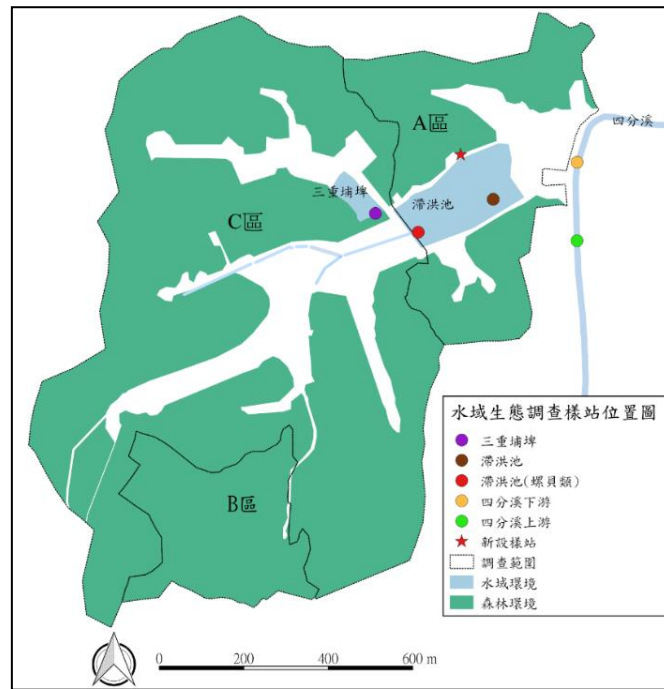 A區
四分溪
三重埔埤
滯洪池
C區
B區
水域生態調查樣站位置圖
三重埔埤
滯洪池
滯洪池(螺貝類)
四分溪下游
四分溪上游
新設樣站
調查範圍
水域環境
森林環境
0 200 400 600 m